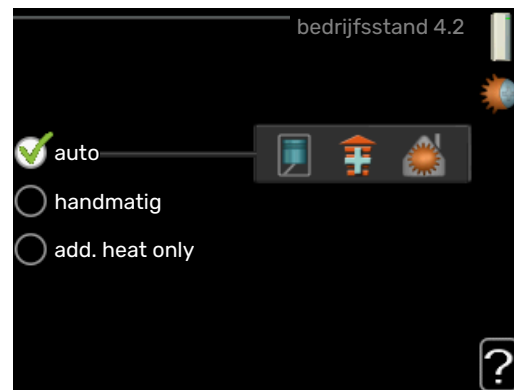 bedrijfsstand 4.2
auto
handmatig
add. heat only
?